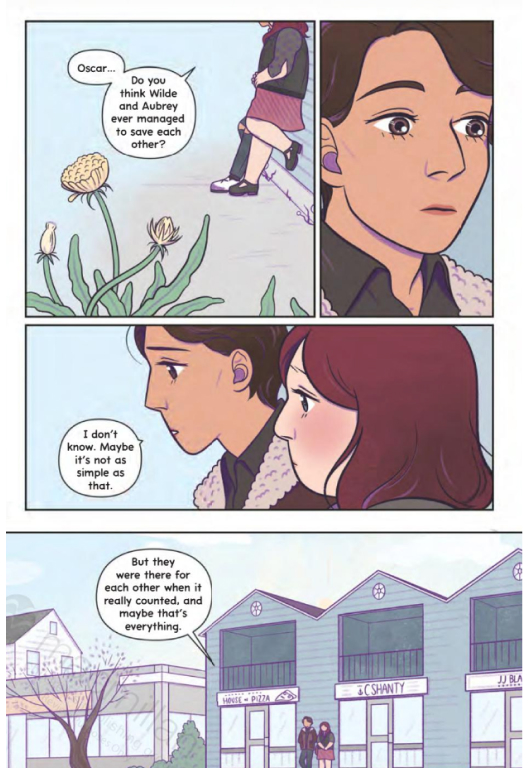 Oscar...
Do you
think Wilde
and Aubrey
ever managed
to save each
other?
I don't
know. Maybe
it's not as
simple as
that.
But they
were there for
each other when it
really counted, and
maybe that's
everything.
HOUSE OF PIZZA
C SHANTY
JJ BLA